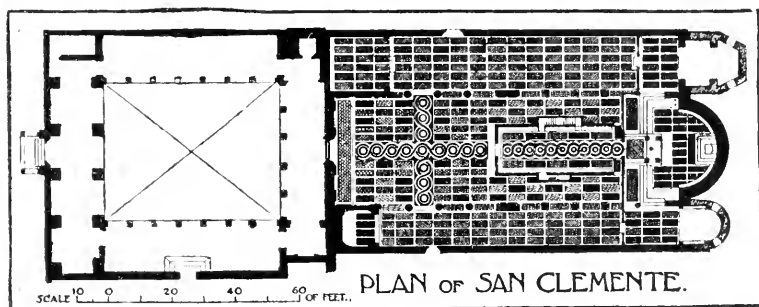 PLAN OF SAN CLEMENTE.
SCALE 10 0 20 40 60 OF FEET.